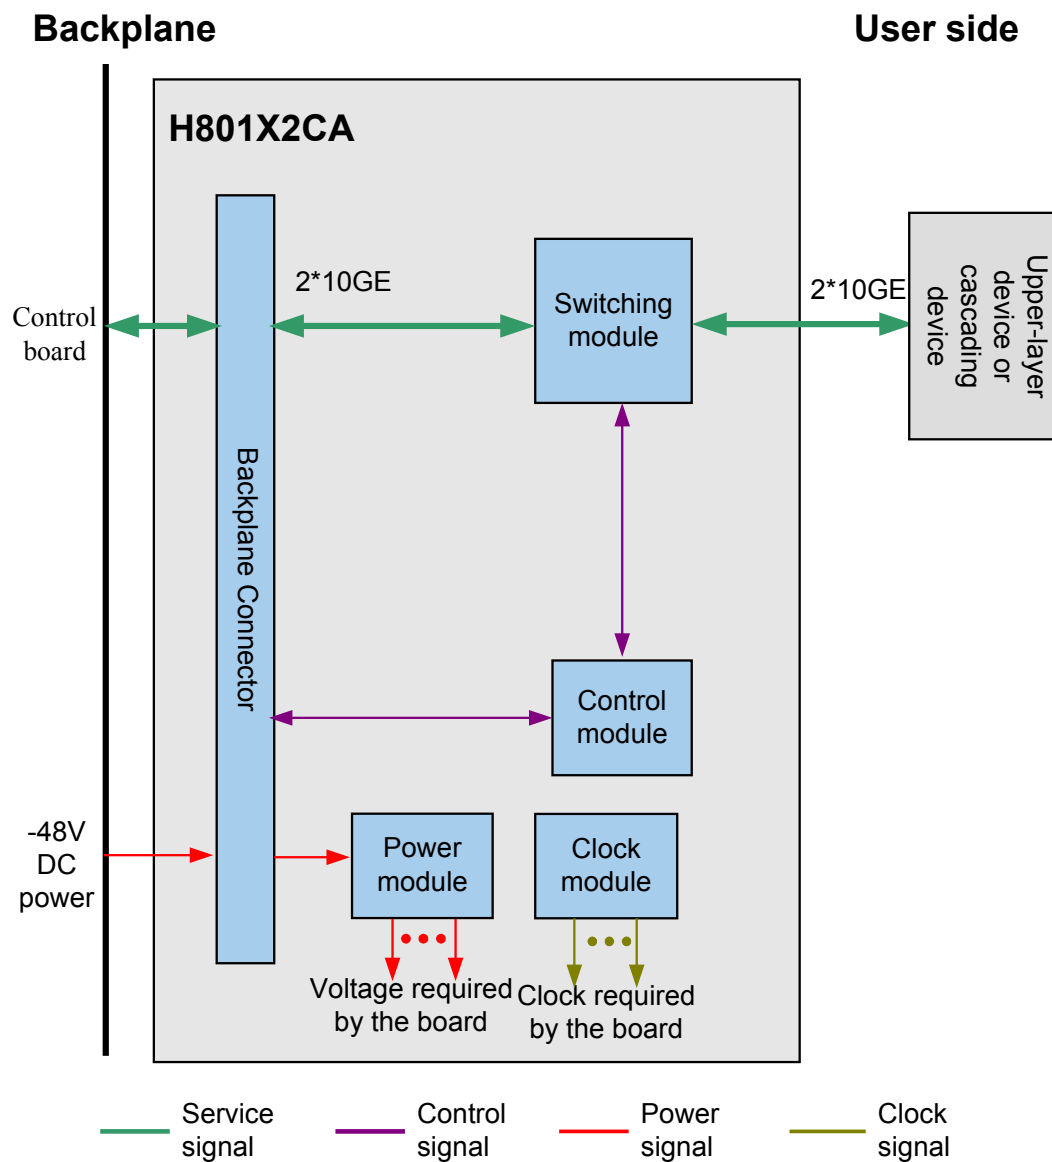 Backplane
User side
H801X2CA
2*10GE
2*10GE
Control
board
Switching
module
Upper-layer
device or
cascading
device
Backplane Connector
Control
module
-48V
DC
power
Power
module
Clock
module
Voltage required
by the board
Clock required
by the board
Service
signal
Control
signal
Power
signal
Clock
signal